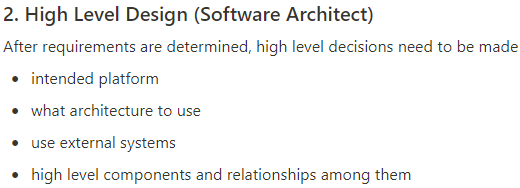 2. High Level Design (Software Architect)
After requirements are determined, high level decisions need to be made
• intended platform
• what architecture to use
• use external systems
• high level components and relationships among them